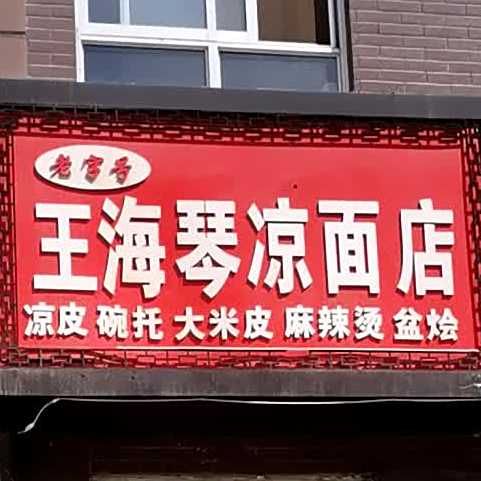 老字号
王海琴凉面店
凉皮 碗托 大米皮 麻辣烫 盆烩